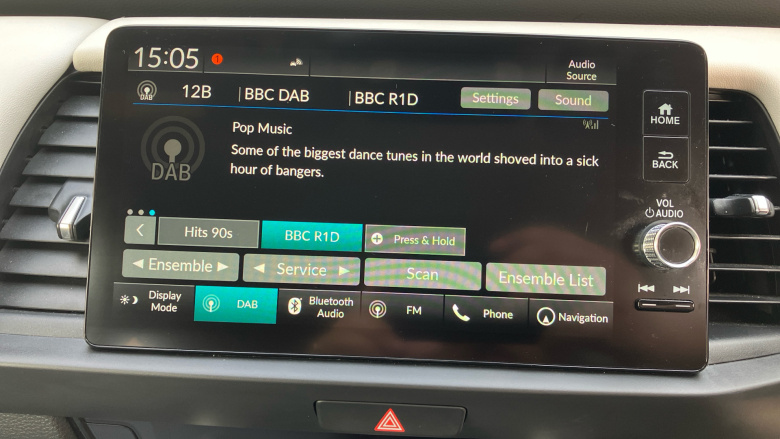 15:05
Audio
Source
DAB
12B
BBC DAB
BBC R1D
Settings
Sound
HOME
BACK
DAB
Pop Music
Some of the biggest dance tunes in the world shoved into a sick
hour of bangers.
VOL
AUDIO
Hits 90s
BBC R1D
Press & Hold
Ensemble
Service
Scan
Ensemble List
Display
Mode
DAB
Bluetooth
Audio
FM
Phone
Navigation